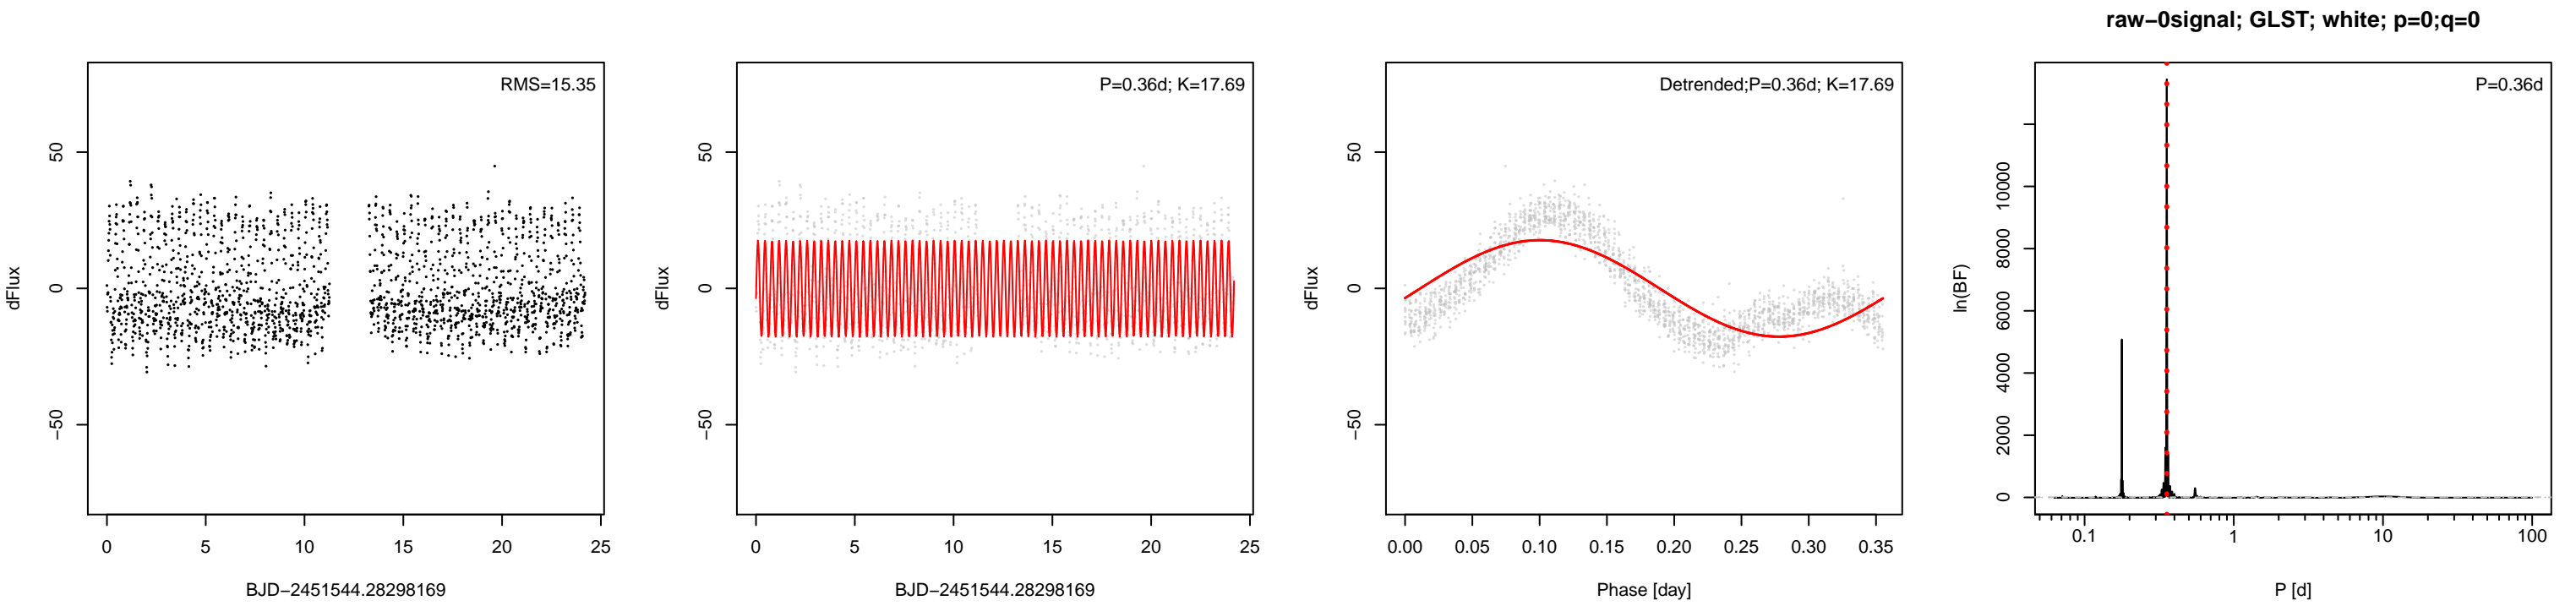 raw−0signal; GLST; white; p=0;q=0
RMS=15.35
50
0
−50
dFlux
0 5 10 15 20 25
BJD−2451544.28298169
P=0.36d; K=17.69
50
0
−50
dFlux
0 5 10 15 20 25
BJD−2451544.28298169
Detrended;P=0.36d; K=17.69
50
0
−50
dFlux
0.00 0.05 0.10 0.15 0.20 0.25 0.30 0.35
Phase [day]
P=0.36d
10000
8000
6000
4000
2000
0
ln(BF)
0.1 1 10 100
P [d]